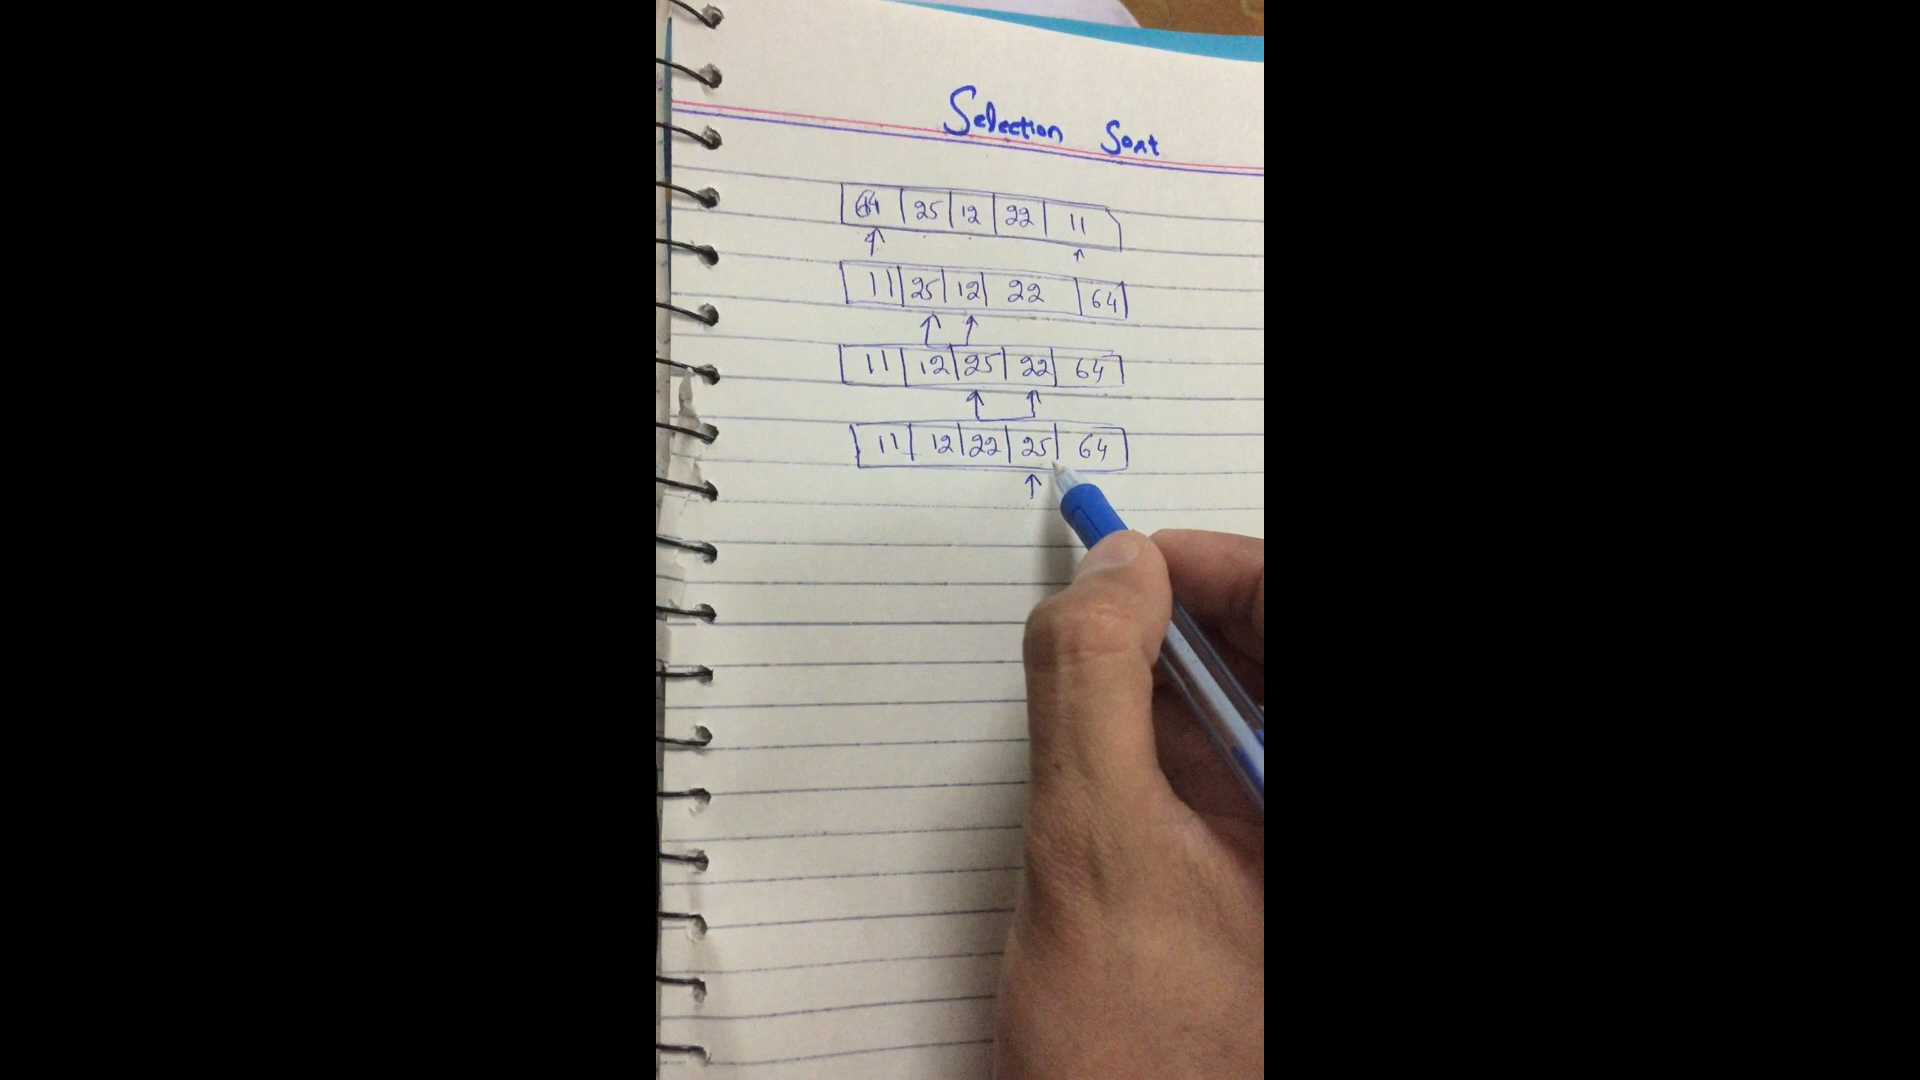 Selection Sort
64 25 12 22 11
11 25 12 22 64
11 12 25 22 64
11 12 22 25 64